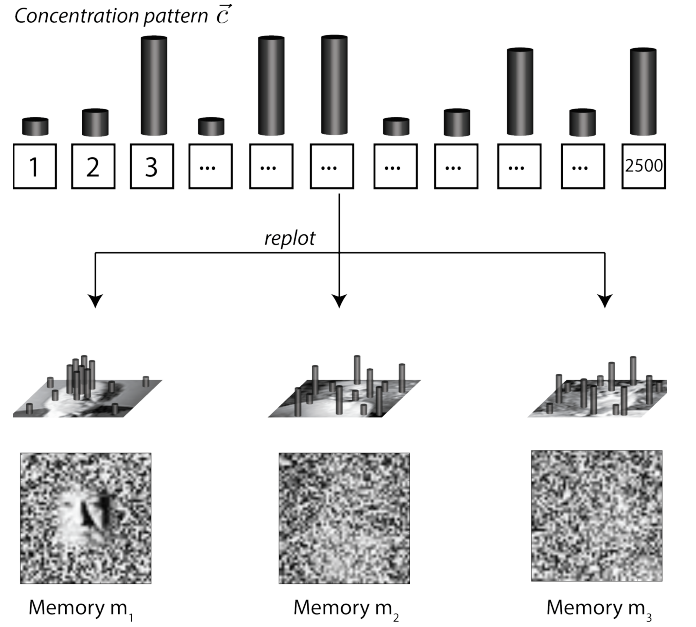 Concentration pattern c⃗
1 2 3 ... ... ... ... ... ... ... 2500
replot
Memory m₁ Memory m₂ Memory m₃